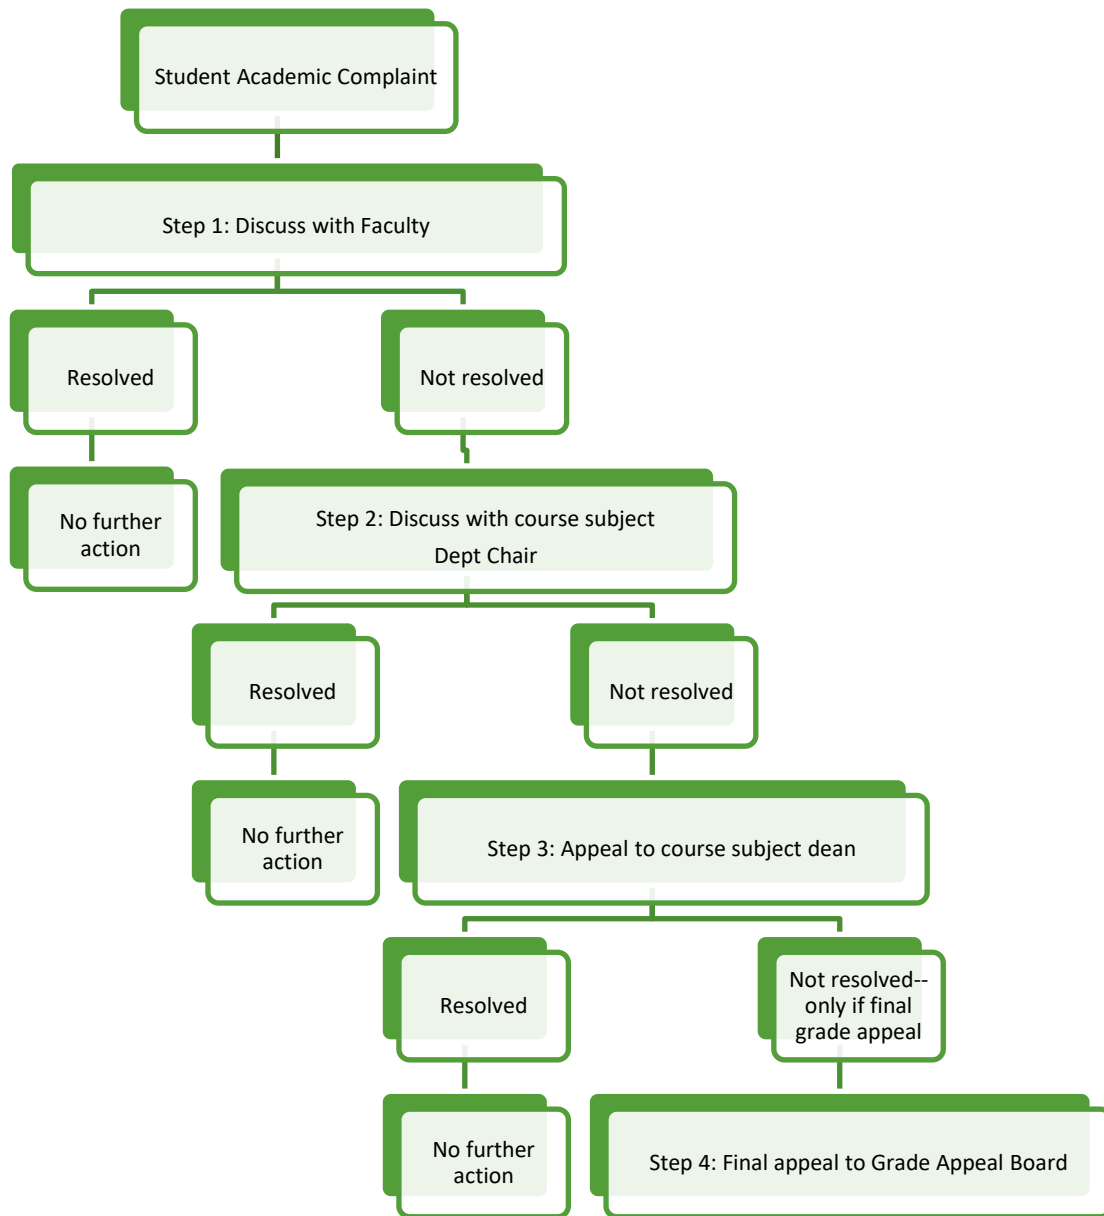 Student Academic Complaint
Step 1: Discuss with Faculty
Resolved
Not resolved
No further
action
Step 2: Discuss with course subject
Dept Chair
Resolved
Not resolved
No further
action
Step 3: Appeal to course subject dean
Resolved
Not resolved--
only if final
grade appeal
No further
action
Step 4: Final appeal to Grade Appeal Board